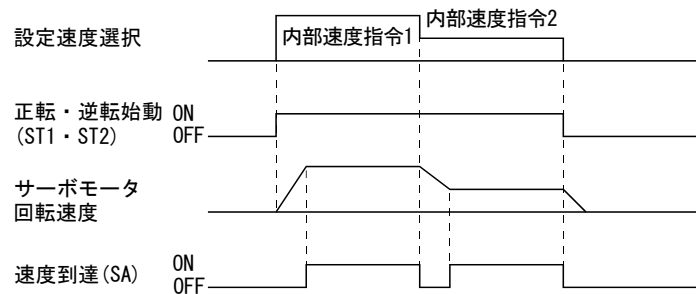 設定速度選択
内部速度指令1
内部速度指令2
正転・逆転始動
(ST1・ST2)
ON
OFF
サーボモータ
回転速度
速度到達(SA)
ON
OFF